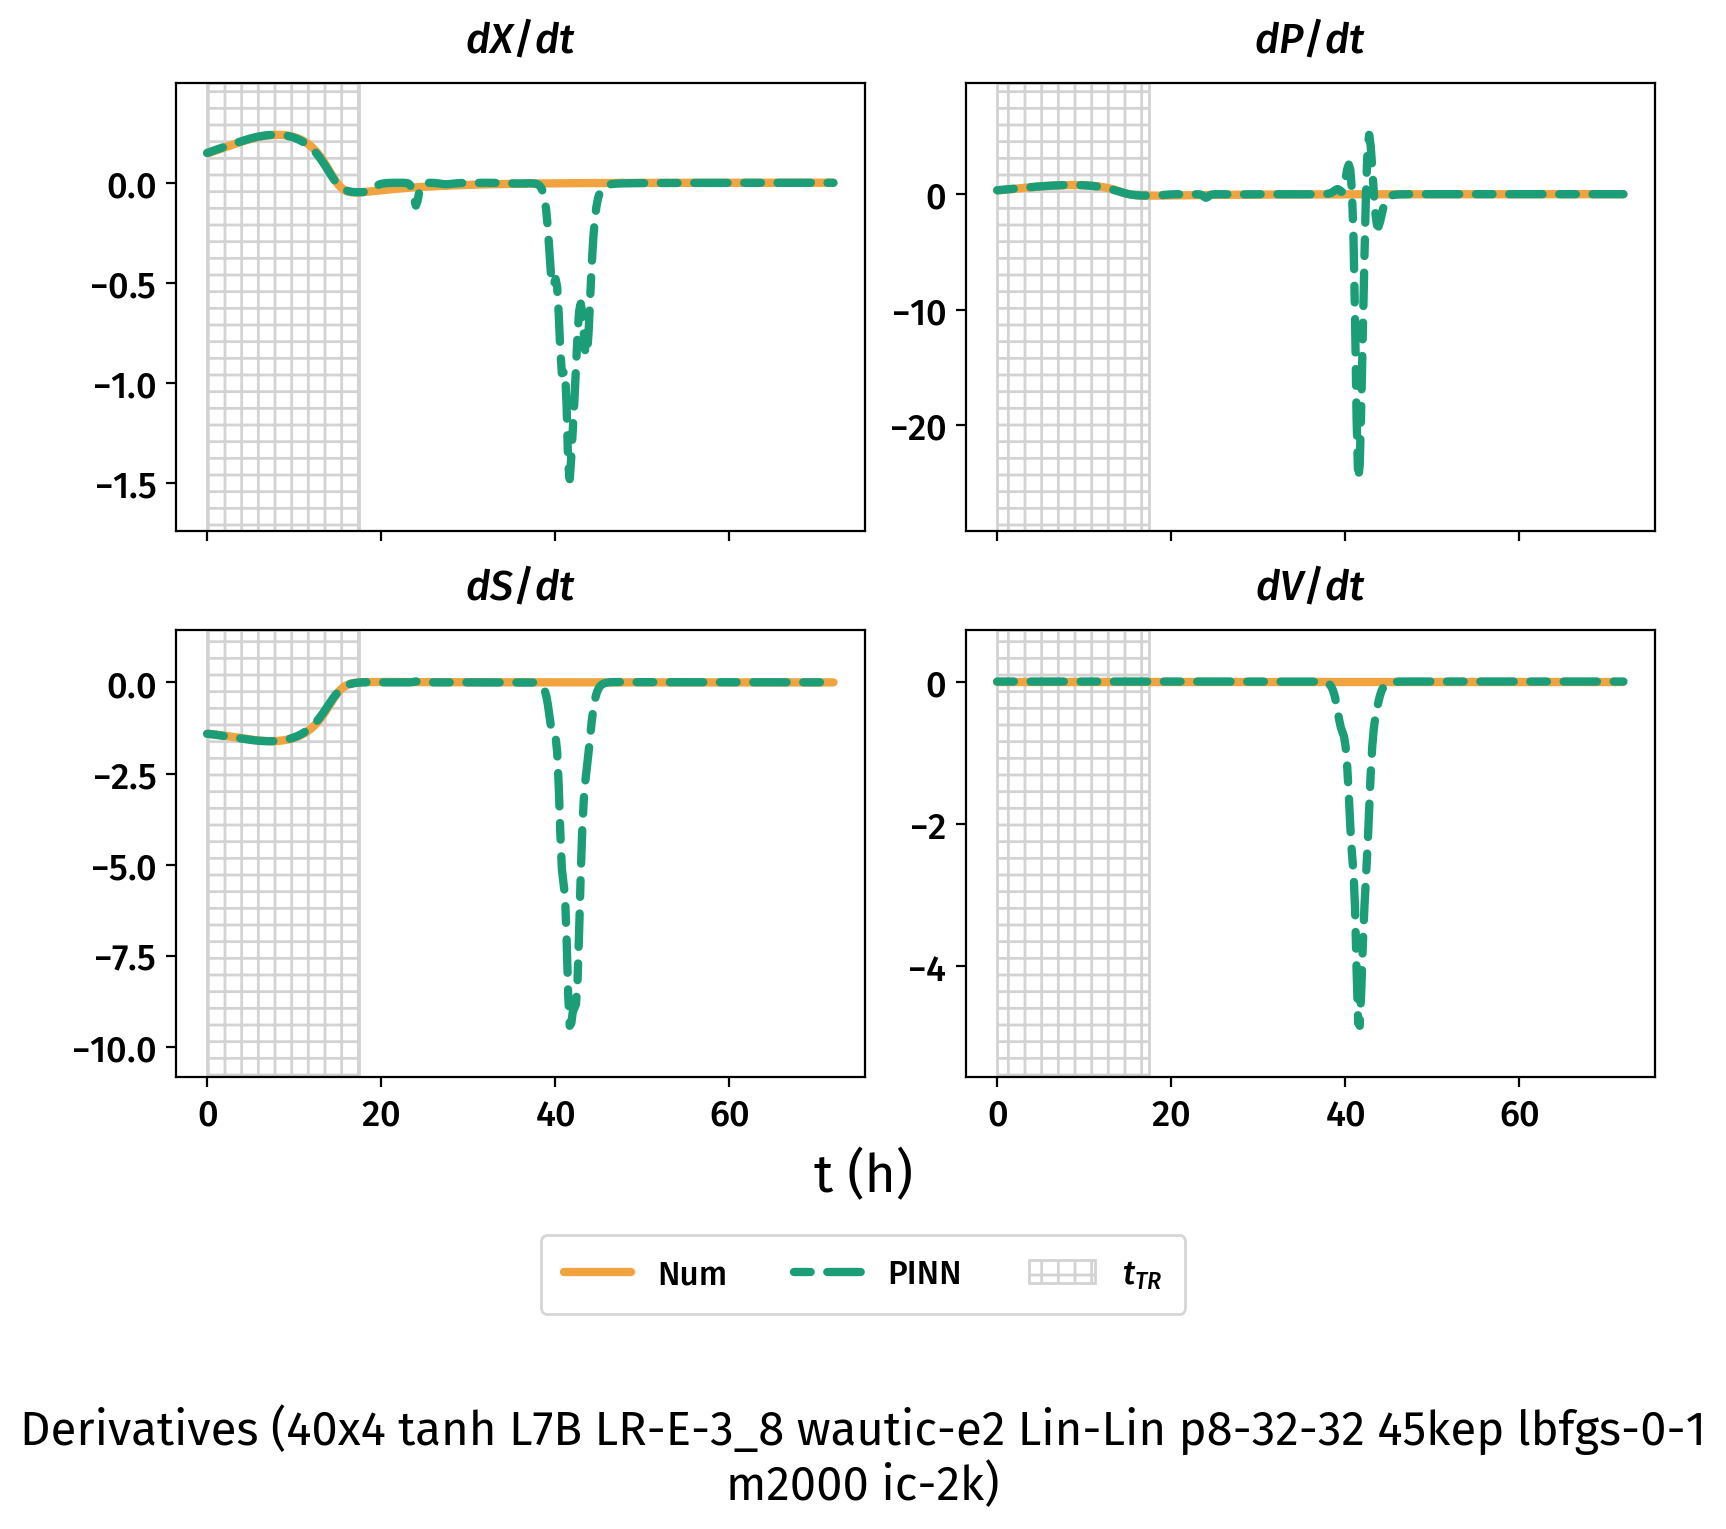 dX/dt
dP/dt
0.0
−0.5
−1.0
−1.5
0
−10
−20
dS/dt
dV/dt
0.0
−2.5
−5.0
−7.5
−10.0
0
−2
−4
0 20 40 60
0 20 40 60
t (h)
Num PINN tTR
Derivatives (40x4 tanh L7B LR-E-3_8 wautic-e2 Lin-Lin p8-32-32 45kep lbfgs-0-1
m2000 ic-2k)